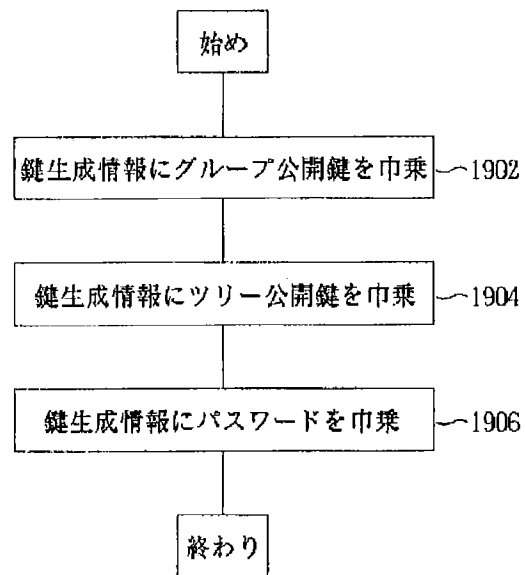 始め
鍵生成情報にグループ公開鍵を巾乗 1902
鍵生成情報にツリー公開鍵を巾乗 1904
鍵生成情報にパスワードを巾乗 1906
終わり